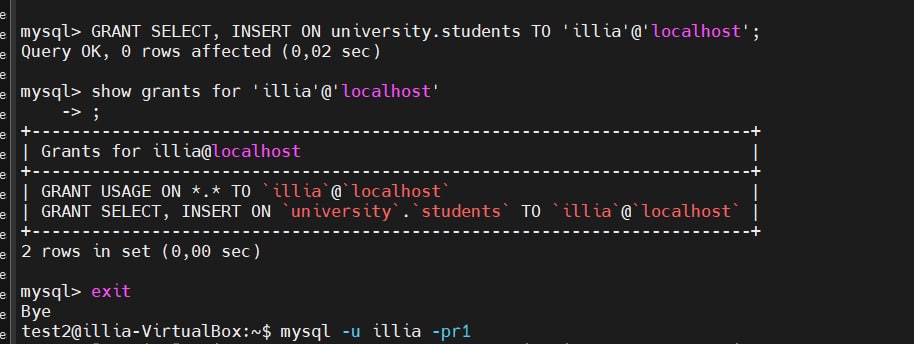 mysql> GRANT SELECT, INSERT ON university.students TO 'illia'@'localhost';
Query OK, 0 rows affected (0,02 sec)
mysql> show grants for 'illia'@'localhost'
    -> ;
+-----------------------------------------------------------------------+
| Grants for illia@localhost                                            |
+-----------------------------------------------------------------------+
| GRANT USAGE ON *.* TO `illia`@`localhost`                             |
| GRANT SELECT, INSERT ON `university`.`students` TO `illia`@`localhost` |
+-----------------------------------------------------------------------+
2 rows in set (0,00 sec)
mysql> exit
Bye
test2@illia-VirtualBox:~$ mysql -u illia -pr1